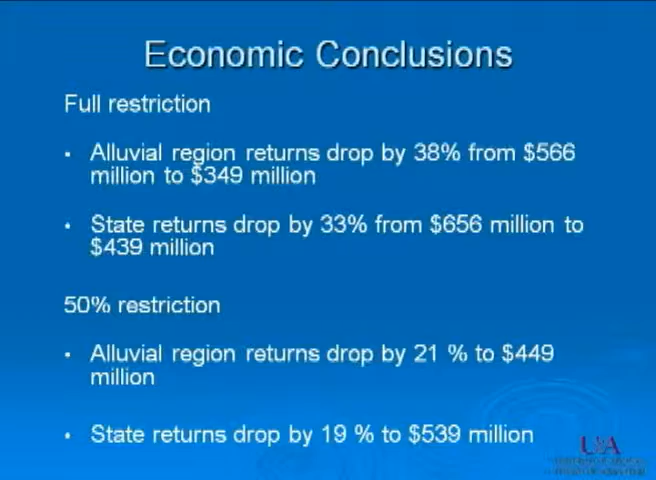 Economic Conclusions
Full restriction
• Alluvial region returns drop by 38% from $566
million to $349 million
• State returns drop by 33% from $656 million to
$439 million
50% restriction
• Alluvial region returns drop by 21 % to $449
million
• State returns drop by 19 % to $539 million
UofA